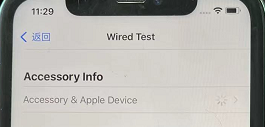 11:29
返回 Wired Test
Accessory Info
Accessory & Apple Device